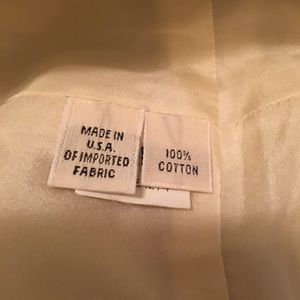 MADE IN
U.S.A.
OF IMPORTED
FABRIC
100%
COTTON